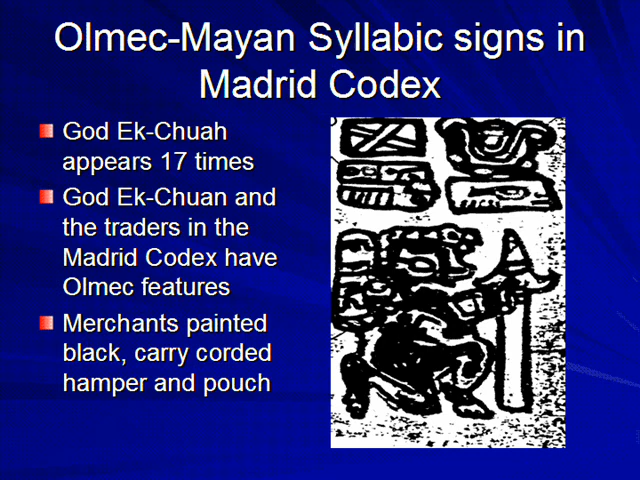 Olmec-Mayan Syllabic signs in
Madrid Codex
God Ek-Chuah
appears 17 times
God Ek-Chuan and
the traders in the
Madrid Codex have
Olmec features
Merchants painted
black, carry corded
hamper and pouch